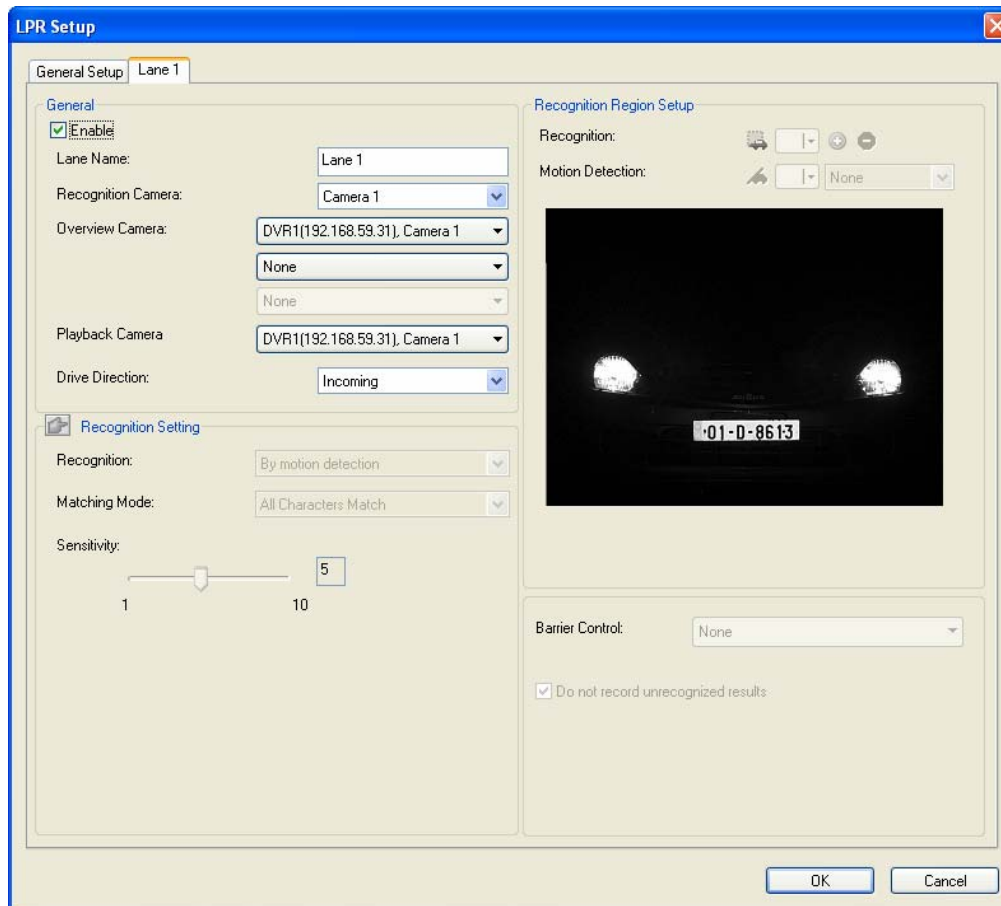 LPR Setup
General Setup
Lane 1
General
Enable
Lane Name:
Lane 1
Recognition Camera:
Camera 1
Overview Camera:
DVR1(192.168.59.31), Camera 1
None
None
Playback Camera
DVR1(192.168.59.31), Camera 1
Drive Direction:
Incoming
Recognition Setting
Recognition:
By motion detection
Matching Mode:
All Characters Match
Sensitivity:
5
1
10
Recognition Region Setup
Recognition:
Motion Detection:
None
01-D-8613
Barrier Control:
None
Do not record unrecognized results
OK
Cancel